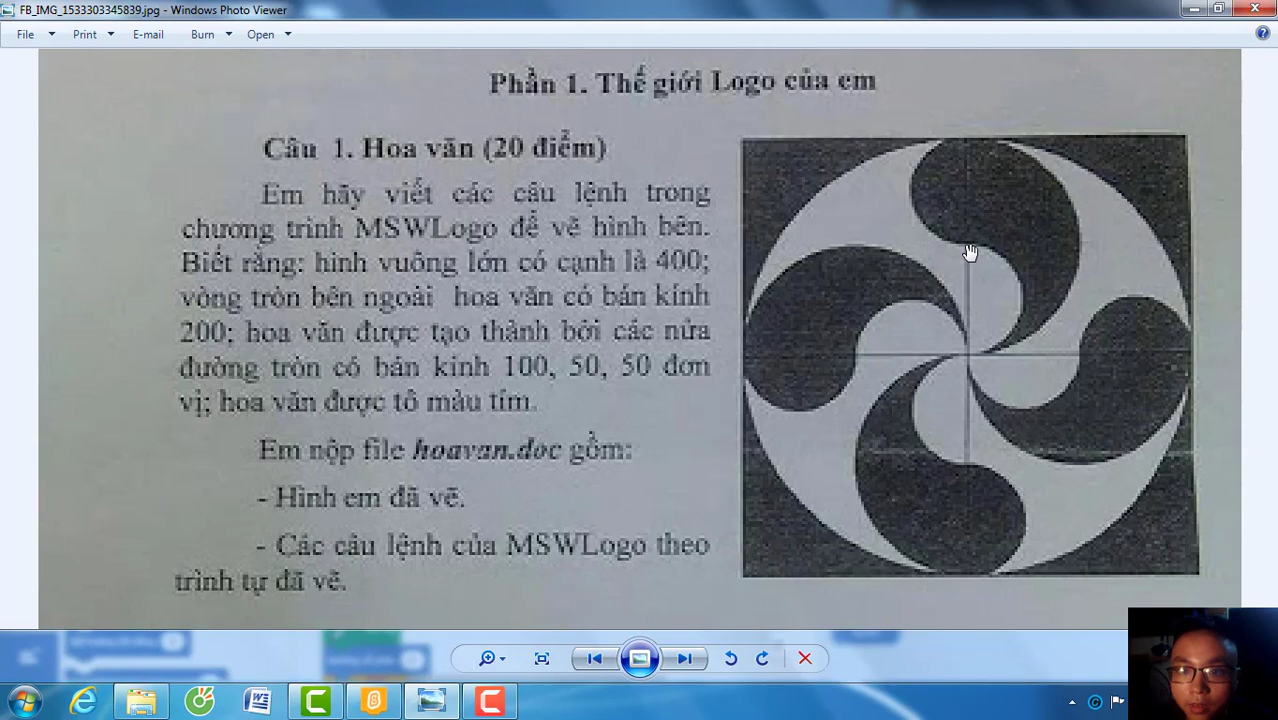 FB_IMG_1533303345839.jpg - Windows Photo Viewer
File Print E-mail Burn Open
Phần 1. Thế giới Logo của em
Câu 1. Hoa văn (20 điểm)
Em hãy viết các câu lệnh trong
chương trình MSWLogo để vẽ hình bên.
Biết rằng: hình vuông lớn có cạnh là 400;
vòng tròn bên ngoài hoa văn có bán kính
200; hoa văn được tạo thành bởi các nửa
đường tròn có bán kính 100, 50, 50 đơn
vị; hoa văn được tô màu tím.
Em nộp file hoavan.doc gồm:
- Hình em đã vẽ.
- Các câu lệnh của MSWLogo theo
trình tự đã vẽ.